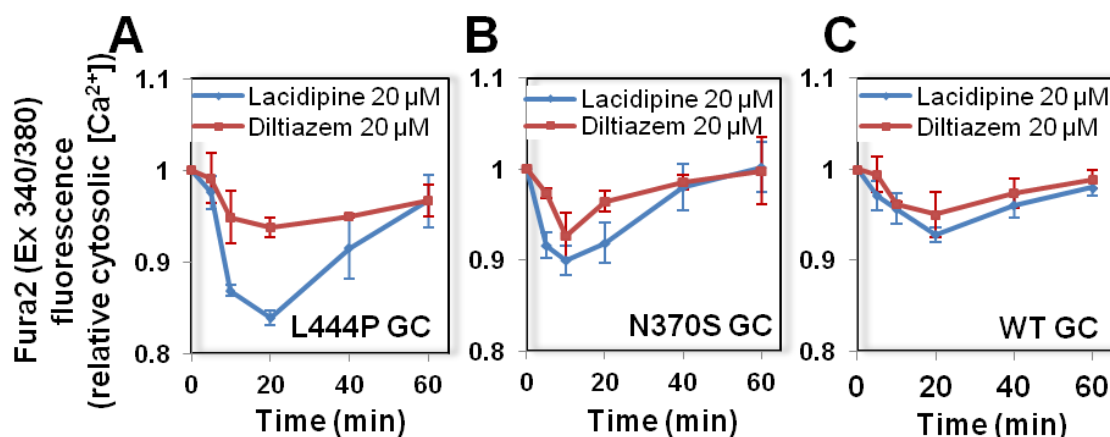 A
B
C
Fura2 (Ex 340/380)
fluorescence
(relative cytosolic [Ca²⁺])
1.1
1
0.9
0.8
Lacidipine 20 µM
Diltiazem 20 µM
L444P GC
0 20 40 60
Time (min)
1.1
1
0.9
0.8
Lacidipine 20 µM
Diltiazem 20 µM
N370S GC
0 20 40 60
Time (min)
1.1
1
0.9
0.8
Lacidipine 20 µM
Diltiazem 20 µM
WT GC
0 20 40 60
Time (min)